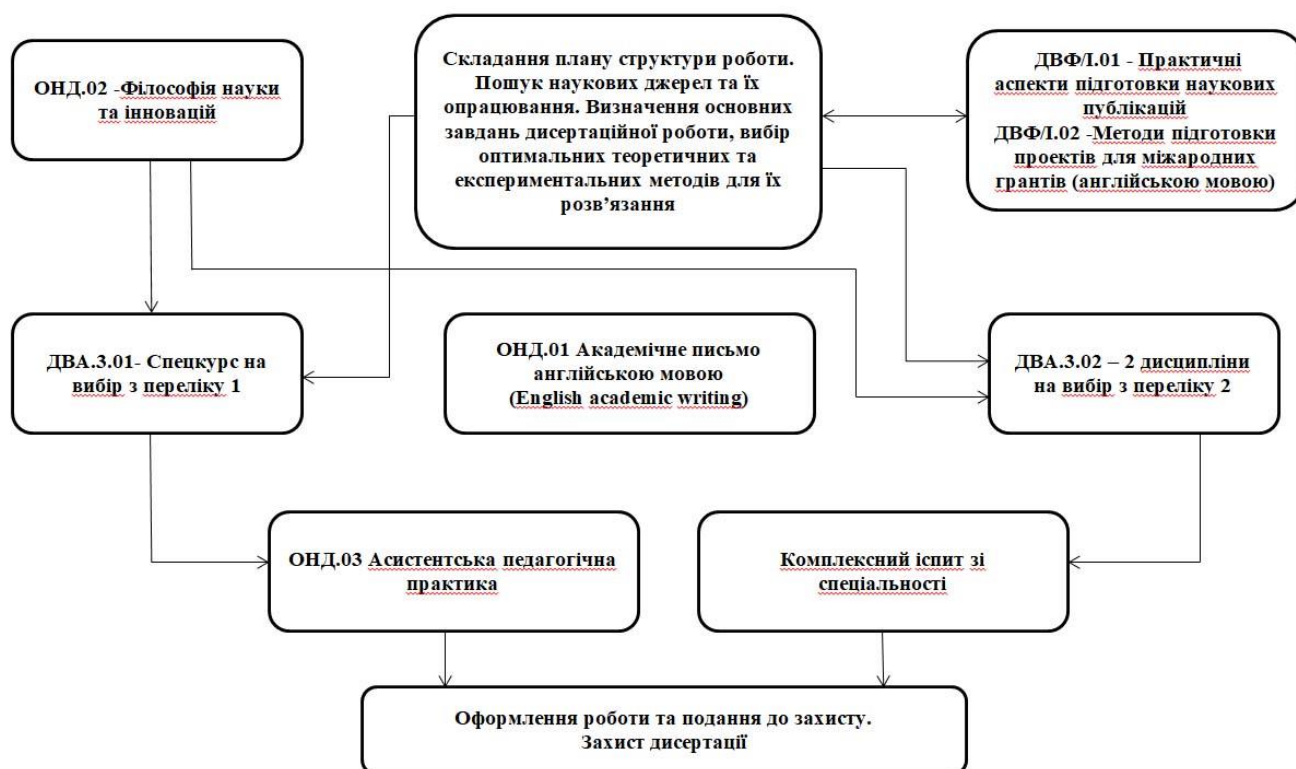 ОНД.02 -Філософія науки
та інновацій
Складання плану структури роботи.
Пошук наукових джерел та їх
опрацювання. Визначення основних
завдань дисертаційної роботи, вибір
оптимальних теоретичних та
експериментальних методів для їх
розв’язання
ДВФ/І.01 - Практичні
аспекти підготовки наукових
публікацій
ДВФ/І.02 -Методи підготовки
проектів для міжародних
грантів (англійською мовою)
ДВА.3.01- Спецкурс на
вибір з переліку 1
ОНД.01 Академічне письмо
англійською мовою
(English academic writing)
ДВА.3.02 – 2 дисципліни
на вибір з переліку 2
ОНД.03 Асистентська педагогічна
практика
Комплексний іспит зі
спеціальності
Оформлення роботи та подання до захисту.
Захист дисертації